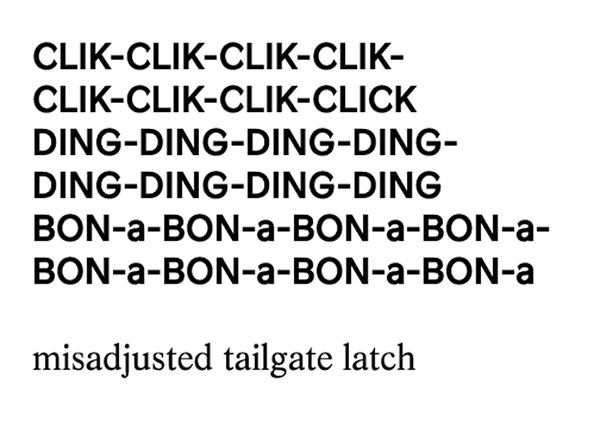 CLIK-CLIK-CLIK-CLIK-
CLIK-CLIK-CLIK-CLICK
DING-DING-DING-DING-
DING-DING-DING-DING
BON-a-BON-a-BON-a-BON-a-
BON-a-BON-a-BON-a-BON-a
misadjusted tailgate latch